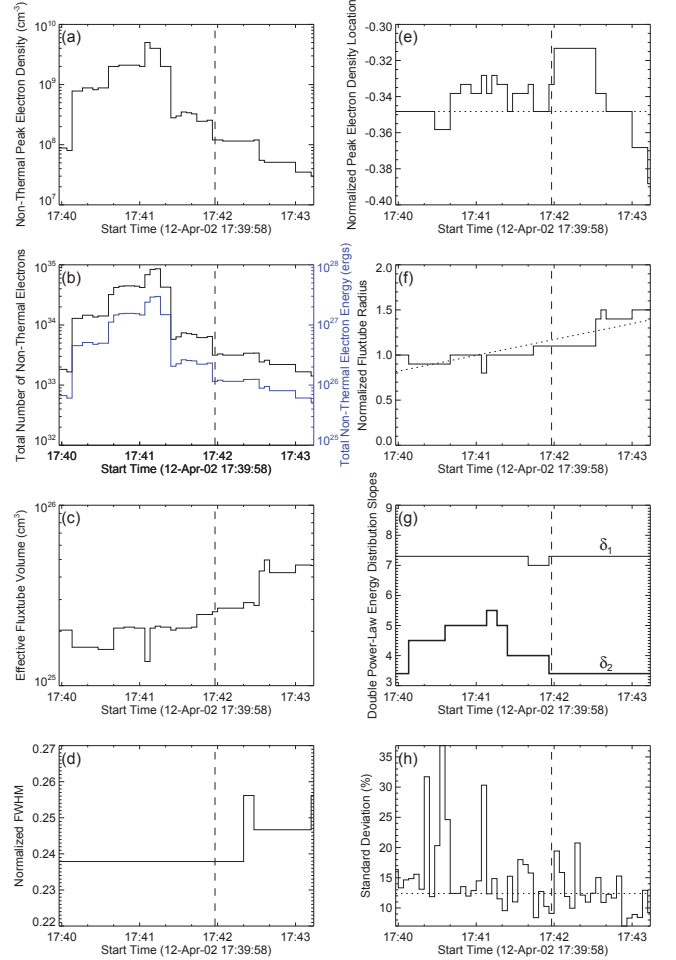 (a)
Non-Thermal Peak Electron Density (cm⁻³)
10¹⁰
10⁹
10⁸
10⁷
17:40 17:41 17:42 17:43
Start Time (12-Apr-02 17:39:58)
(e)
Normalized Peak Electron Density Location
-0.30
-0.32
-0.34
-0.36
-0.38
-0.40
17:40 17:41 17:42 17:43
Start Time (12-Apr-02 17:39:58)
(b)
Total Number of Non-Thermal Electrons
10³⁵
10³⁴
10³³
10³²
Total Non-Thermal Electron Energy (ergs)
10²⁸
10²⁷
10²⁶
10²⁵
17:40 17:41 17:42 17:43
Start Time (12-Apr-02 17:39:58)
(f)
Normalized Fluxtube Radius
2.0
1.5
1.0
0.5
0.0
17:40 17:41 17:42 17:43
Start Time (12-Apr-02 17:39:58)
(c)
Effective Fluxtube Volume (cm³)
10²⁶
10²⁵
17:40 17:41 17:42 17:43
Start Time (12-Apr-02 17:39:58)
(g)
Double Power-Law Energy Distribution Slopes
9
8
7
6
5
4
3
δ₁
δ₂
17:40 17:41 17:42 17:43
Start Time (12-Apr-02 17:39:58)
(d)
Normalized FWHM
0.27
0.26
0.25
0.24
0.23
0.22
17:40 17:41 17:42 17:43
Start Time (12-Apr-02 17:39:58)
(h)
Standard Deviation (%)
35
30
25
20
15
10
17:40 17:41 17:42 17:43
Start Time (12-Apr-02 17:39:58)